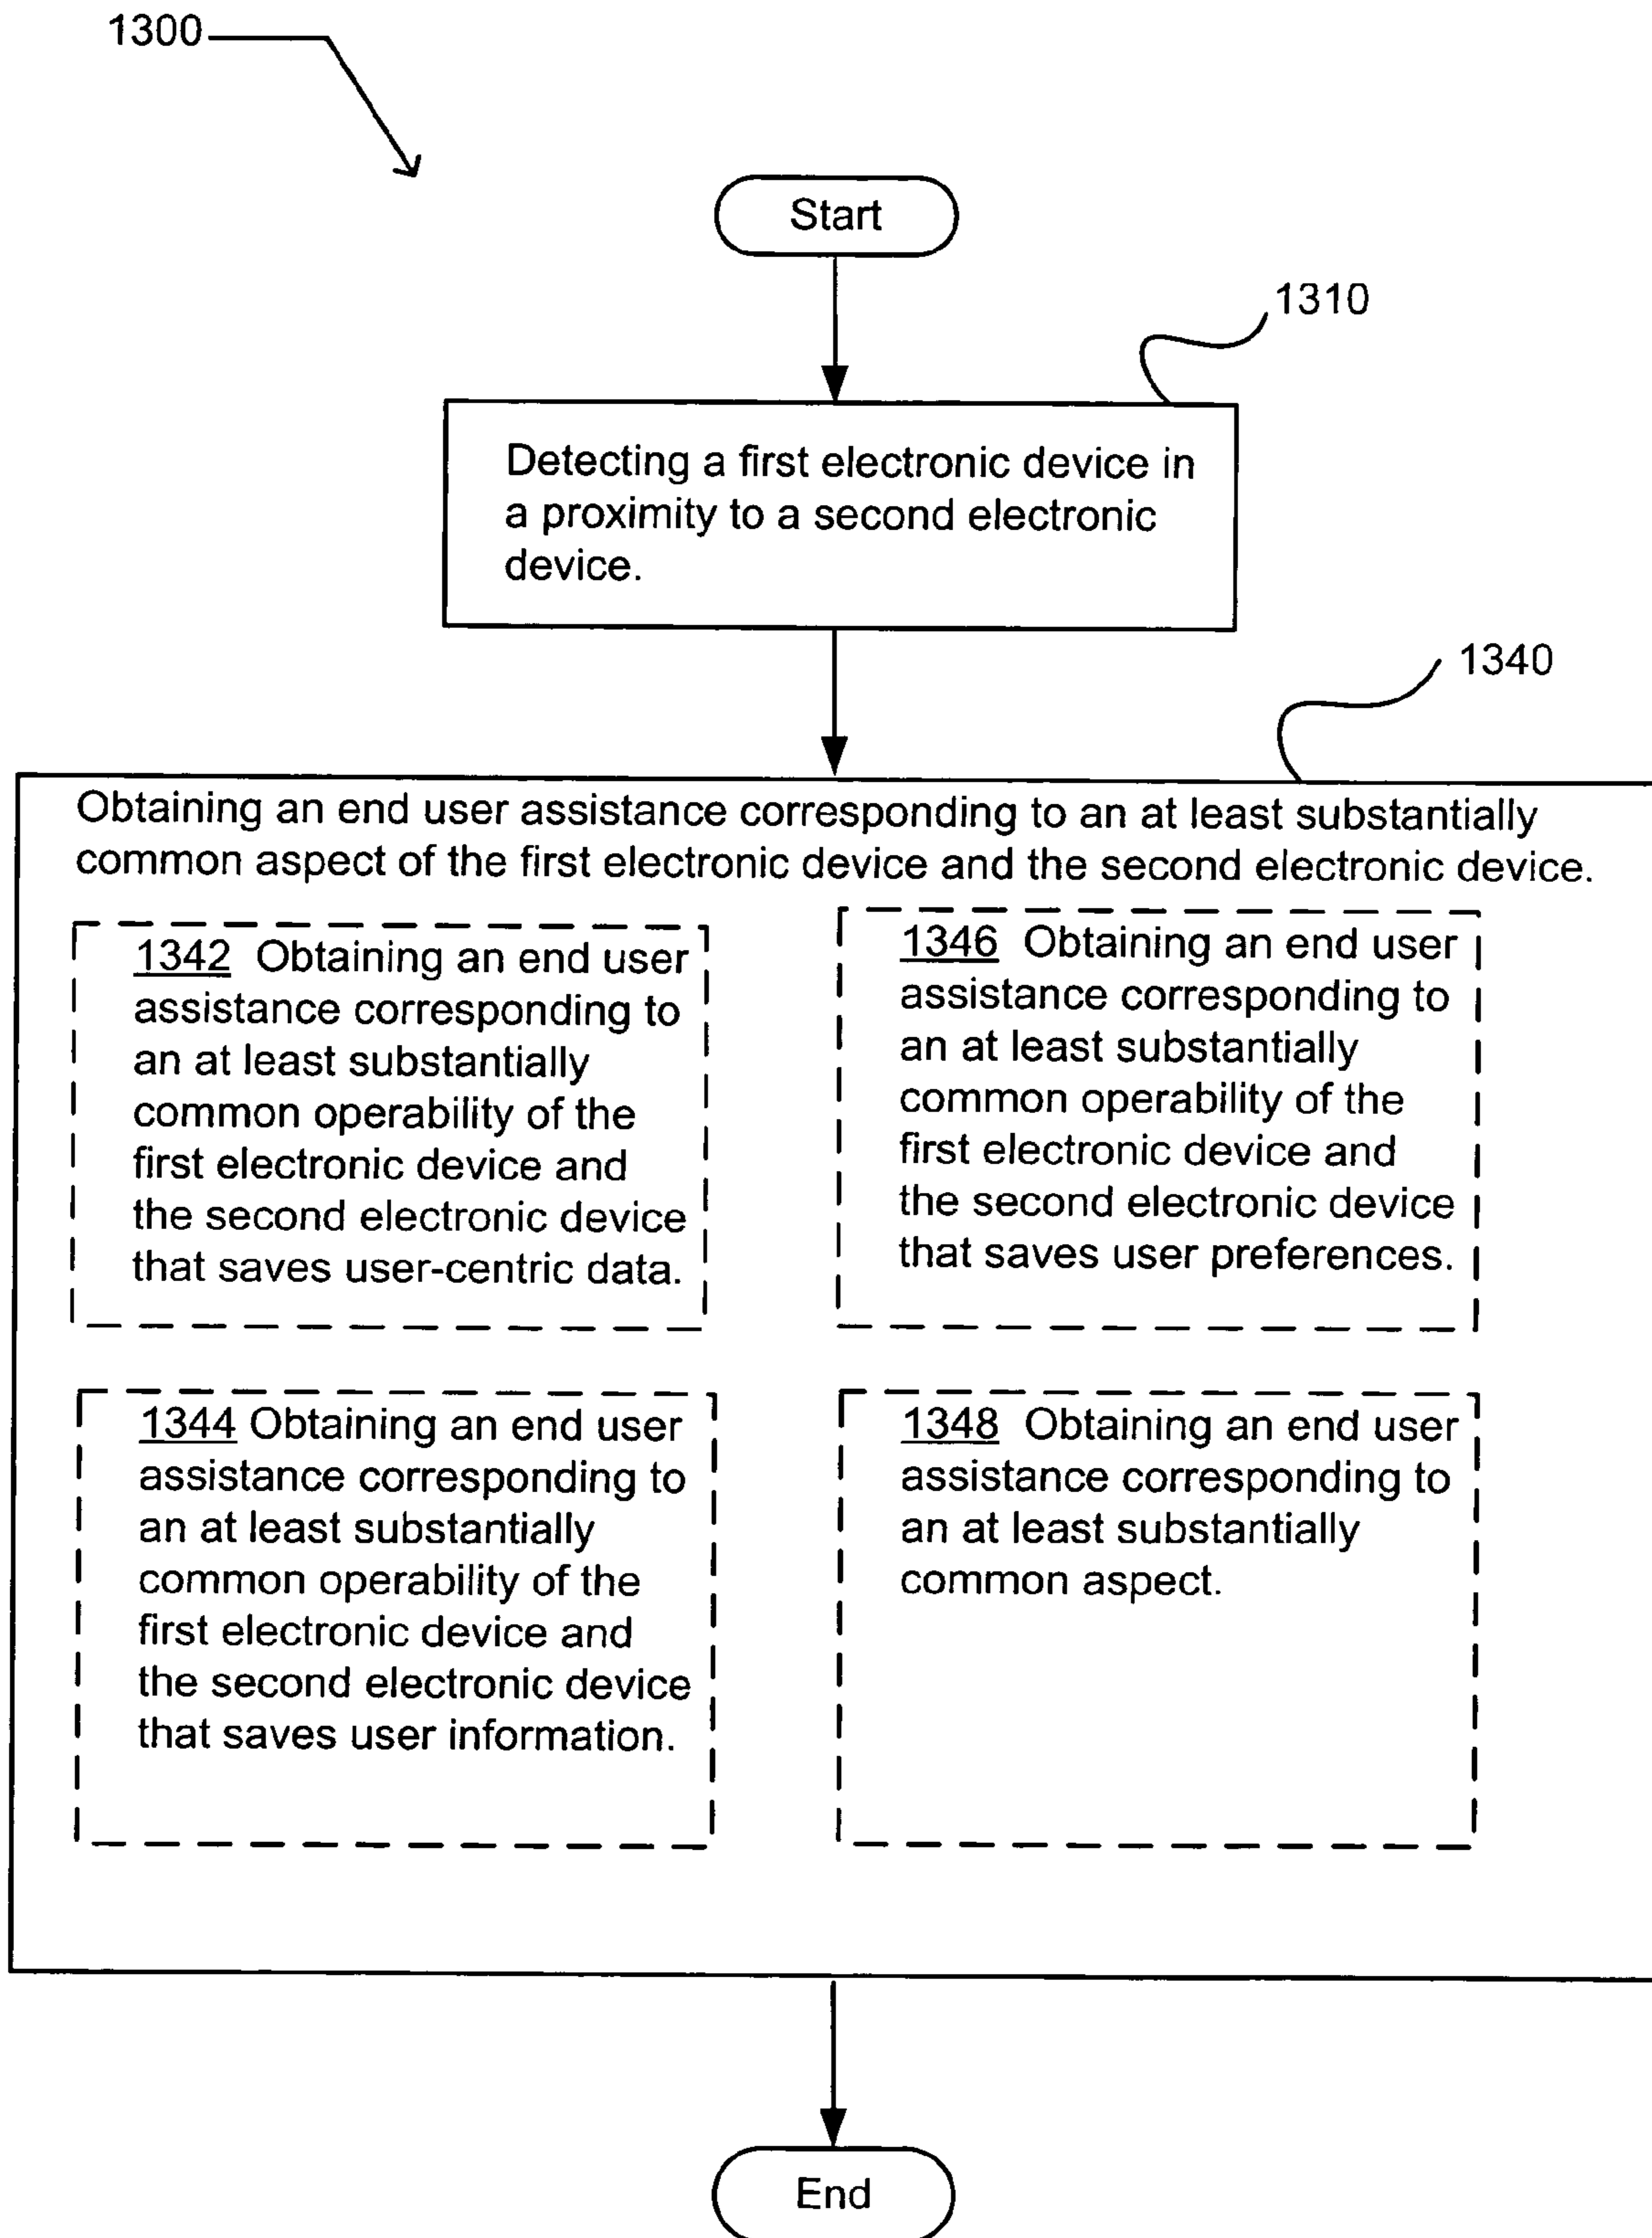 1300
Start
1310
Detecting a first electronic device in
a proximity to a second electronic
device.
1340
Obtaining an end user assistance corresponding to an at least substantially
common aspect of the first electronic device and the second electronic device.
1342 Obtaining an end user
assistance corresponding to
an at least substantially
common operability of the
first electronic device and
the second electronic device
that saves user-centric data.
1346 Obtaining an end user
assistance corresponding to
an at least substantially
common operability of the
first electronic device and
the second electronic device
that saves user preferences.
1344 Obtaining an end user
assistance corresponding to
an at least substantially
common operability of the
first electronic device and
the second electronic device
that saves user information.
1348 Obtaining an end user
assistance corresponding to
an at least substantially
common aspect.
End